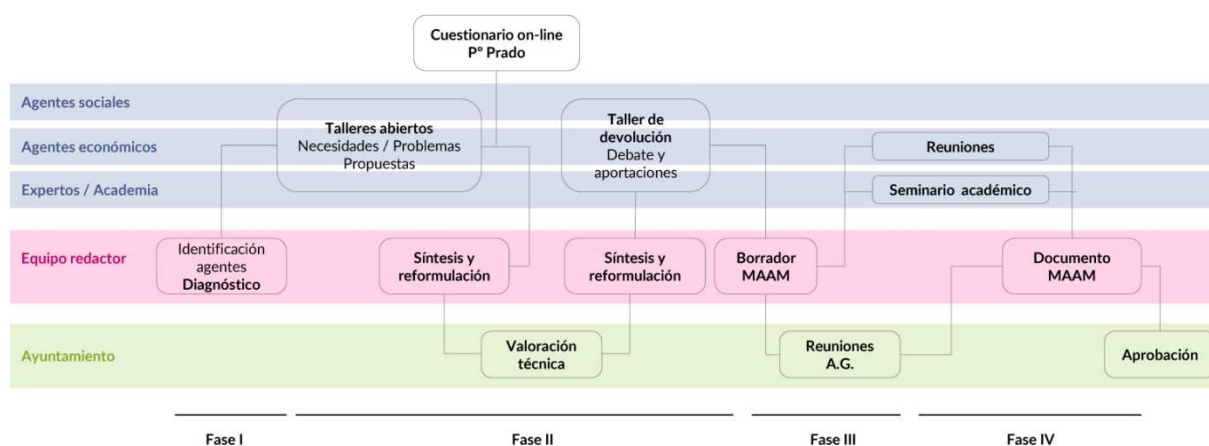 Cuestionario on-line
Pº Prado
Agentes sociales
Talleres abiertos
Necesidades / Problemas
Propuestas
Taller de
devolución
Debate y
aportaciones
Agentes económicos
Reuniones
Expertos / Academia
Seminario académico
Equipo redactor
Identificación
agentes
Diagnóstico
Síntesis y
reformulación
Síntesis y
reformulación
Borrador
MAAM
Documento
MAAM
Ayuntamiento
Valoración
técnica
Reuniones
A.G.
Aprobación
Fase I
Fase II
Fase III
Fase IV